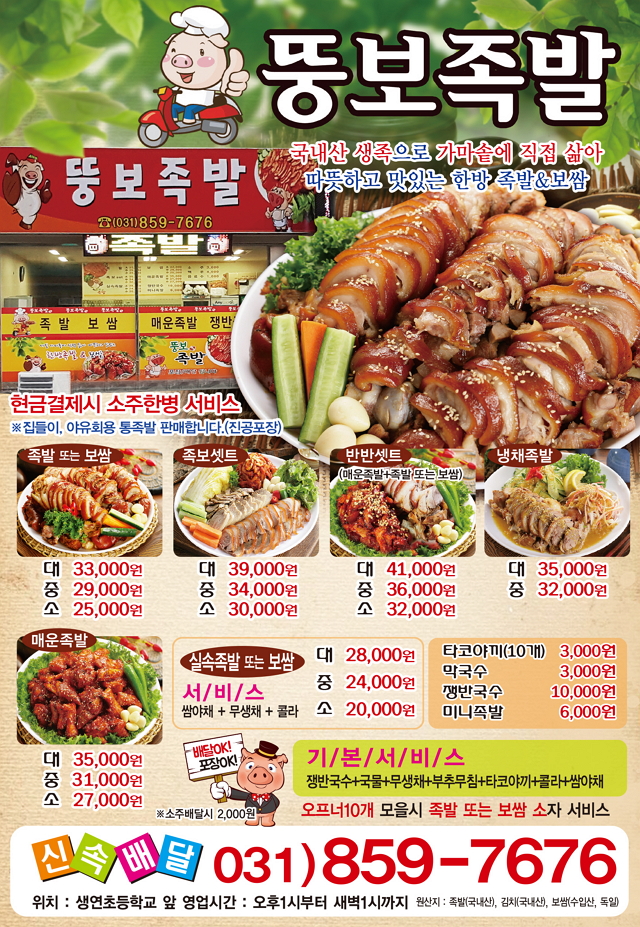 뚱보족발
국내산 생족으로 가마솥에 직접 삶아
따뜻하고 맛있는 한방 족발&보쌈
뚱보족발
☎(031)859-7676
족발
족발 보쌈
매운족발 쟁반
뚱보
족발
현금결제시 소주한병 서비스
※집들이, 야유회용 통족발 판매합니다.(진공포장)
족발 또는 보쌈
대 33,000원
중 29,000원
소 25,000원
족보셋트
대 39,000원
중 34,000원
소 30,000원
반반셋트
(매운족발+족발 또는 보쌈)
대 41,000원
중 36,000원
소 32,000원
냉채족발
대 35,000원
중 32,000원
매운족발
대 35,000원
중 31,000원
소 27,000원
실속족발 또는 보쌈
서/비/스
쌈야채 + 무생채 + 콜라
대 28,000원
중 24,000원
소 20,000원
타코야끼(10개) 3,000원
막국수 3,000원
쟁반국수 10,000원
미니족발 6,000원
배달OK!
포장OK!
※소주배달시 2,000원
기/본/서/비/스
쟁반국수+국물+무생채+부추무침+타코야끼+콜라+쌈야채
오프너10개 모을시 족발 또는 보쌈 소자 서비스
신속배달 031)859-7676
위치 : 생연초등학교 앞 영업시간 : 오후1시부터 새벽1시까지 원산지 : 족발(국내산), 김치(국내산), 보쌈(수입산, 독일)